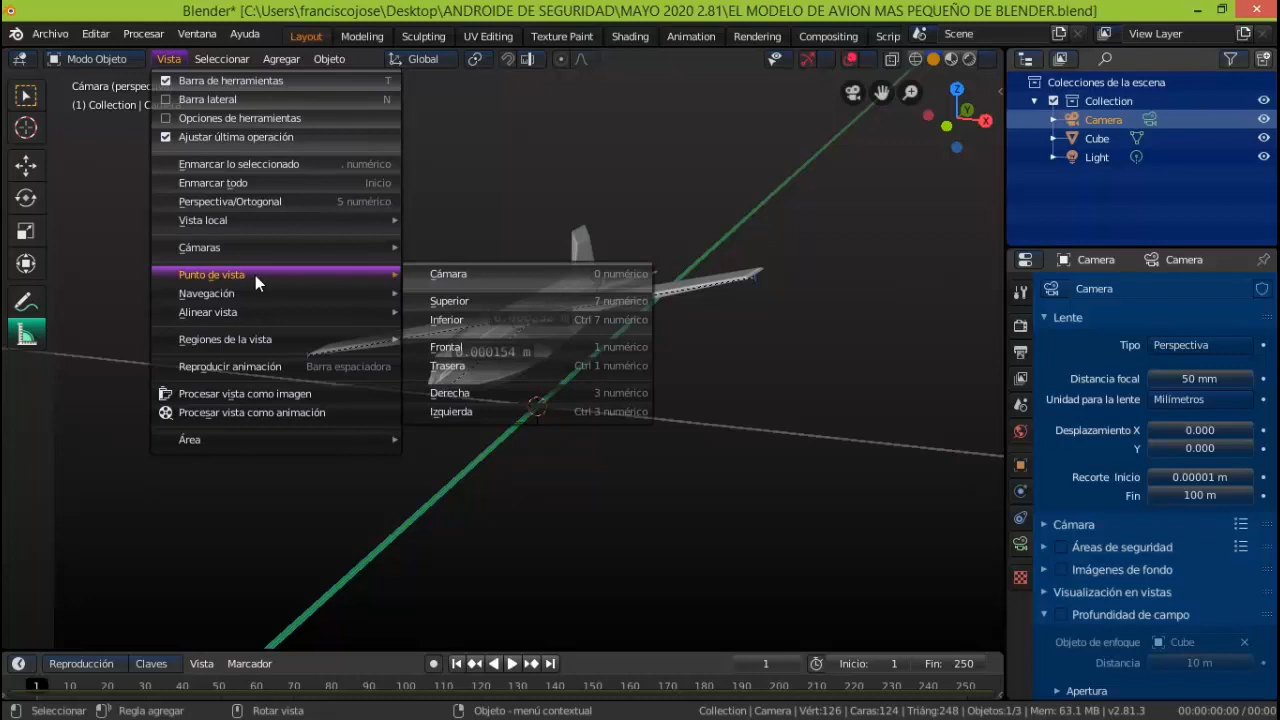 Blender* [C:\Users\franciscojose\Desktop\ANDROIDE DE SEGURIDAD\MAYO 2020 2.81\EL MODELO DE AVION MAS PEQUEÑO DE BLENDER.blend]
Archivo Editar Procesar Ventana Ayuda Layout Modeling Sculpting UV Editing Texture Paint Shading Animation Rendering Compositing Scrip Scene View Layer
Modo Objeto Vista Seleccionar Agregar Objeto Global
Cámara (perspec
(1) Collection | C
Barra de herramientas T
Barra lateral N
Opciones de herramientas
Ajustar última operación
Enmarcar lo seleccionado . numérico
Enmarcar todo Inicio
Perspectiva/Ortogonal 5 numérico
Vista local
Cámaras
Punto de vista
Navegación
Alinear vista
Regiones de la vista
Reproducir animación Barra espaciadora
Procesar vista como imagen
Procesar vista como animación
Área
Cámara 0 numérico
Superior 7 numérico
Inferior Ctrl 7 numérico
Frontal 1 numérico
Trasera Ctrl 1 numérico
Derecha 3 numérico
Izquierda Ctrl 3 numérico
0.000154 m
Z
Y
X
Colecciones de la escena
Collection
Camera
Cube
Light
Camera Camera
Camera
Lente
Tipo Perspectiva
Distancia focal 50 mm
Unidad para la lente Milímetros
Desplazamiento X 0.000
Y 0.000
Recorte Inicio 0.00001 m
Fin 100 m
Cámara
Áreas de seguridad
Imágenes de fondo
Visualización en vistas
Profundidad de campo
Objeto de enfoque Cube
Distancia 10 m
Apertura
Reproducción Claves Vista Marcador 1 Inicio: 1 Fin: 250
1 10 20 30 40 50 60 70 80 90 100 110 120 130 140 150 160 170 180 190 200 210 220 230 240 250
Seleccionar Regla agregar Rotar vista Objeto - menú contextual Collection | Camera | Vért:126 | Caras:124 | Triáng:248 | Objetos:1/3 | Mem: 63.1 MB | v2.81.3 00:00:00:00 / 00:00